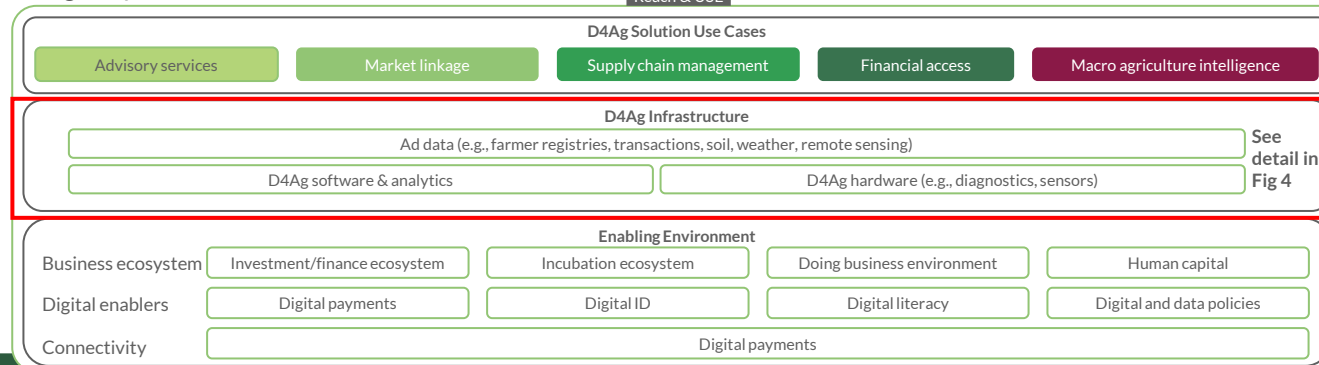 Reach & USE
D4Ag Solution Use Cases
Advisory services
Market linkage
Supply chain management
Financial access
Macro agriculture intelligence
D4Ag Infrastructure
Ad data (e.g., farmer registries, transactions, soil, weather, remote sensing)
D4Ag software & analytics
D4Ag hardware (e.g., diagnostics, sensors)
See
detail in
Fig 4
Enabling Environment
Business ecosystem
Investment/finance ecosystem
Incubation ecosystem
Doing business environment
Human capital
Digital enablers
Digital payments
Digital ID
Digital literacy
Digital and data policies
Connectivity
Digital payments